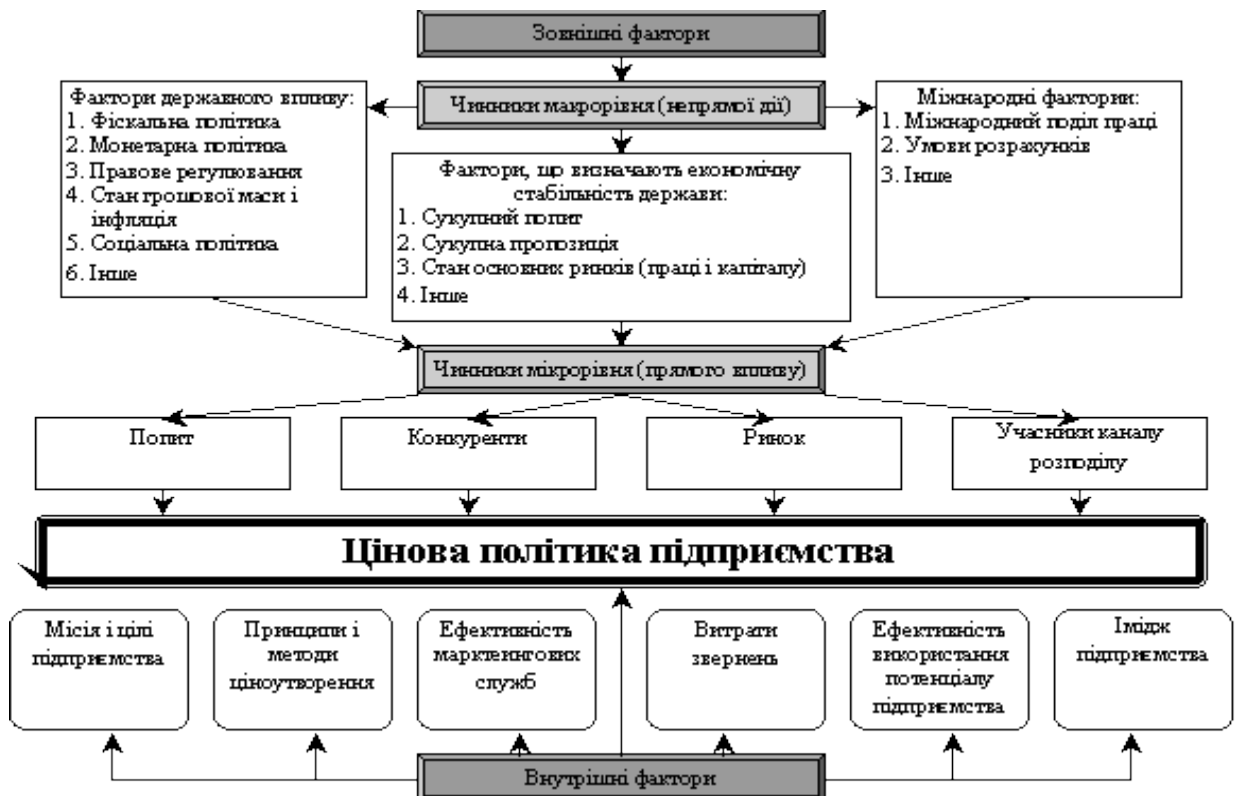 Зовнішні фактори
Чинники макрорівня (непрямої дії)
Фактори державного впливу:
1. Фіскальна політика
2. Монетарна політика
3. Правове регулювання
4. Стан грошової маси і
інфляція
5. Соціальна політика
6. Інше
Фактори, що визначають економічну
стабільність держави:
1. Сукупний попит
2. Сукупна пропозиція
3. Стан основних ринків (праці і капіталу)
4. Інше
Міжнародні фактории:
1. Міжнародний поділ праці
2. Умови розрахунків
3. Інше
Чинники мікрорівня (прямого впливу)
Попит
Конкуренти
Ринок
Учасники каналу
розподілу
Цінова політика підприємства
Місія і цілі
підприємства
Принципи і
методи
ціноутворення
Ефективність
марктеингових
служб
Витрати
звернень
Ефективність
використання
потенціалу
підприємства
Імідж
підприємства
Внутрішні фактори